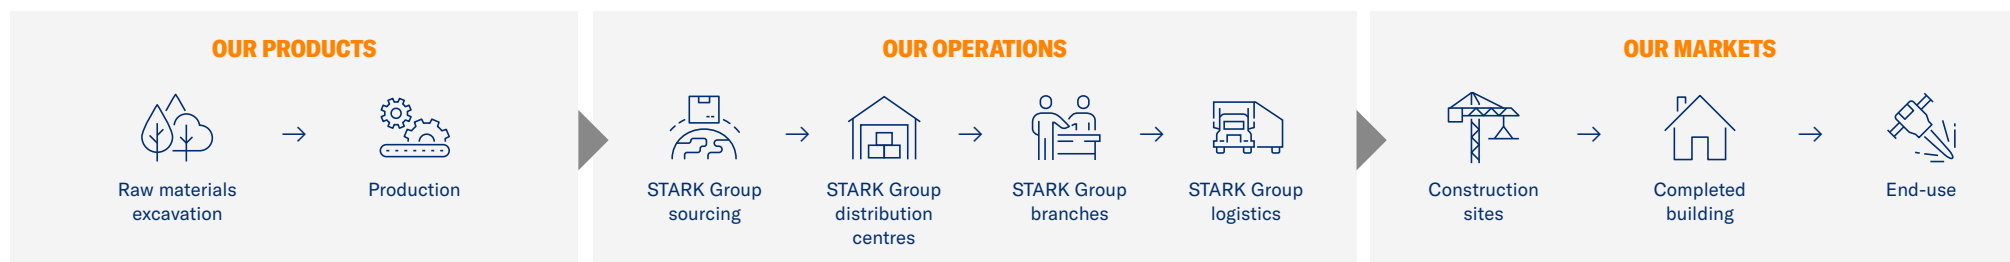 OUR PRODUCTS
Raw materials
excavation
Production
OUR OPERATIONS
STARK Group
sourcing
STARK Group
distribution
centres
STARK Group
branches
STARK Group
logistics
OUR MARKETS
Construction
sites
Completed
building
End-use